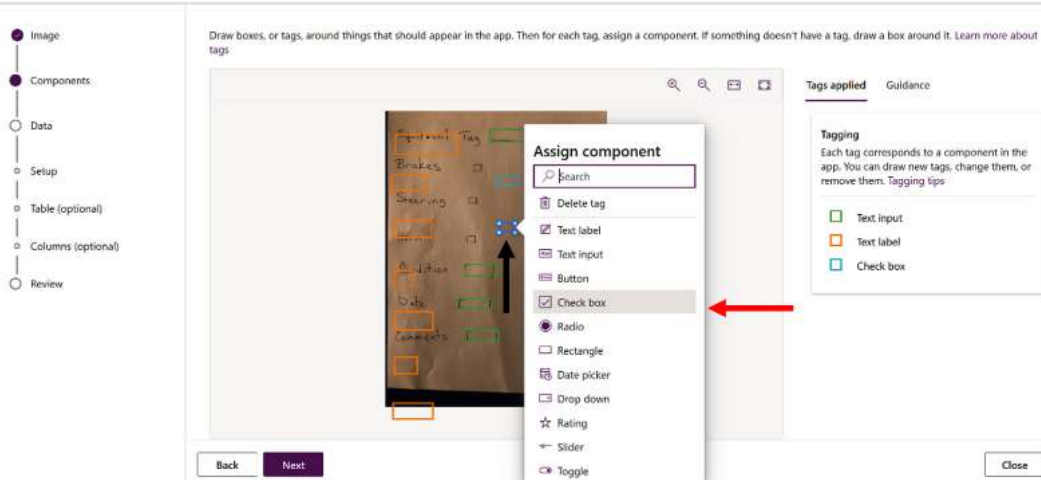 Image
Draw boxes, or tags, around things that should appear in the app. Then for each tag, assign a component. If something doesn't have a tag, draw a box around it. Learn more about
tags
Components
Data
Setup
Table (optional)
Columns (optional)
Review
Tag
Brakes
Steering
Date
Comments
Assign component
Search
Delete tag
Text label
Text input
Button
Check box
Radio
Rectangle
Date picker
Drop down
Rating
Slider
Toggle
Tags applied Guidance
Tagging
Each tag corresponds to a component in the
app. You can draw new tags, change them, or
remove them. Tagging tips
Text input
Text label
Check box
Back Next Close